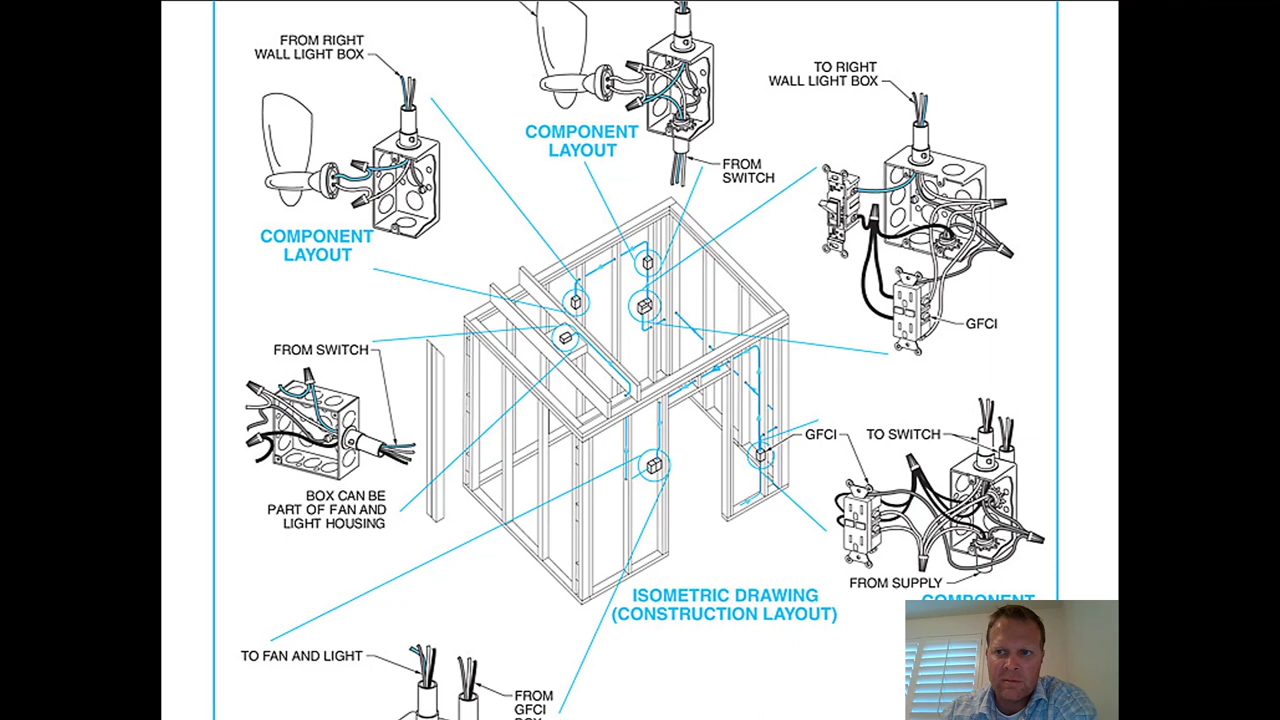 FROM RIGHT
WALL LIGHT BOX
COMPONENT
LAYOUT
COMPONENT
LAYOUT
FROM
SWITCH
TO RIGHT
WALL LIGHT BOX
GFCI
FROM SWITCH
BOX CAN BE
PART OF FAN AND
LIGHT HOUSING
GFCI
TO SWITCH
FROM SUPPLY
COMPONENT
ISOMETRIC DRAWING
(CONSTRUCTION LAYOUT)
TO FAN AND LIGHT
FROM
GFCI
BOX